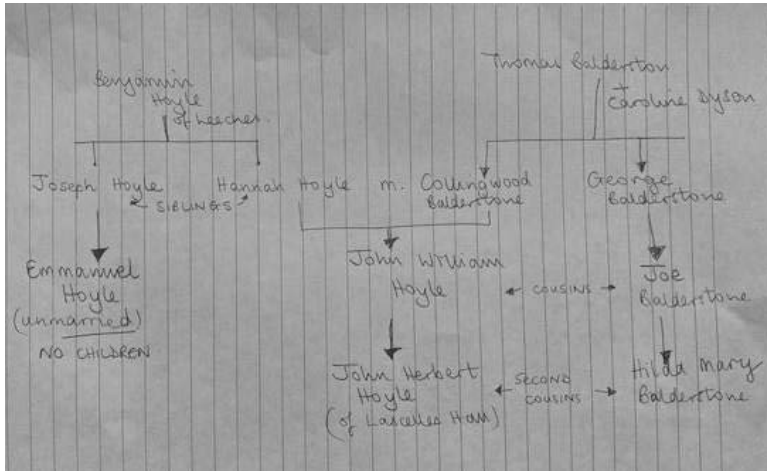 Thomas Balderston
+
Caroline Dyson
Benjamin
Hoyle
of Leeches
Joseph Hoyle
Hannah Hoyle m. Collingwood
Balderstone
George
Balderstone
SIBLINGS
Emmanuel
Hoyle
(unmarried)
NO CHILDREN
John William
Hoyle
COUSINS
Joe
Balderstone
John Herbert
Hoyle
(of Lascelles Hall)
SECOND
COUSINS
Hilda Mary
Balderstone